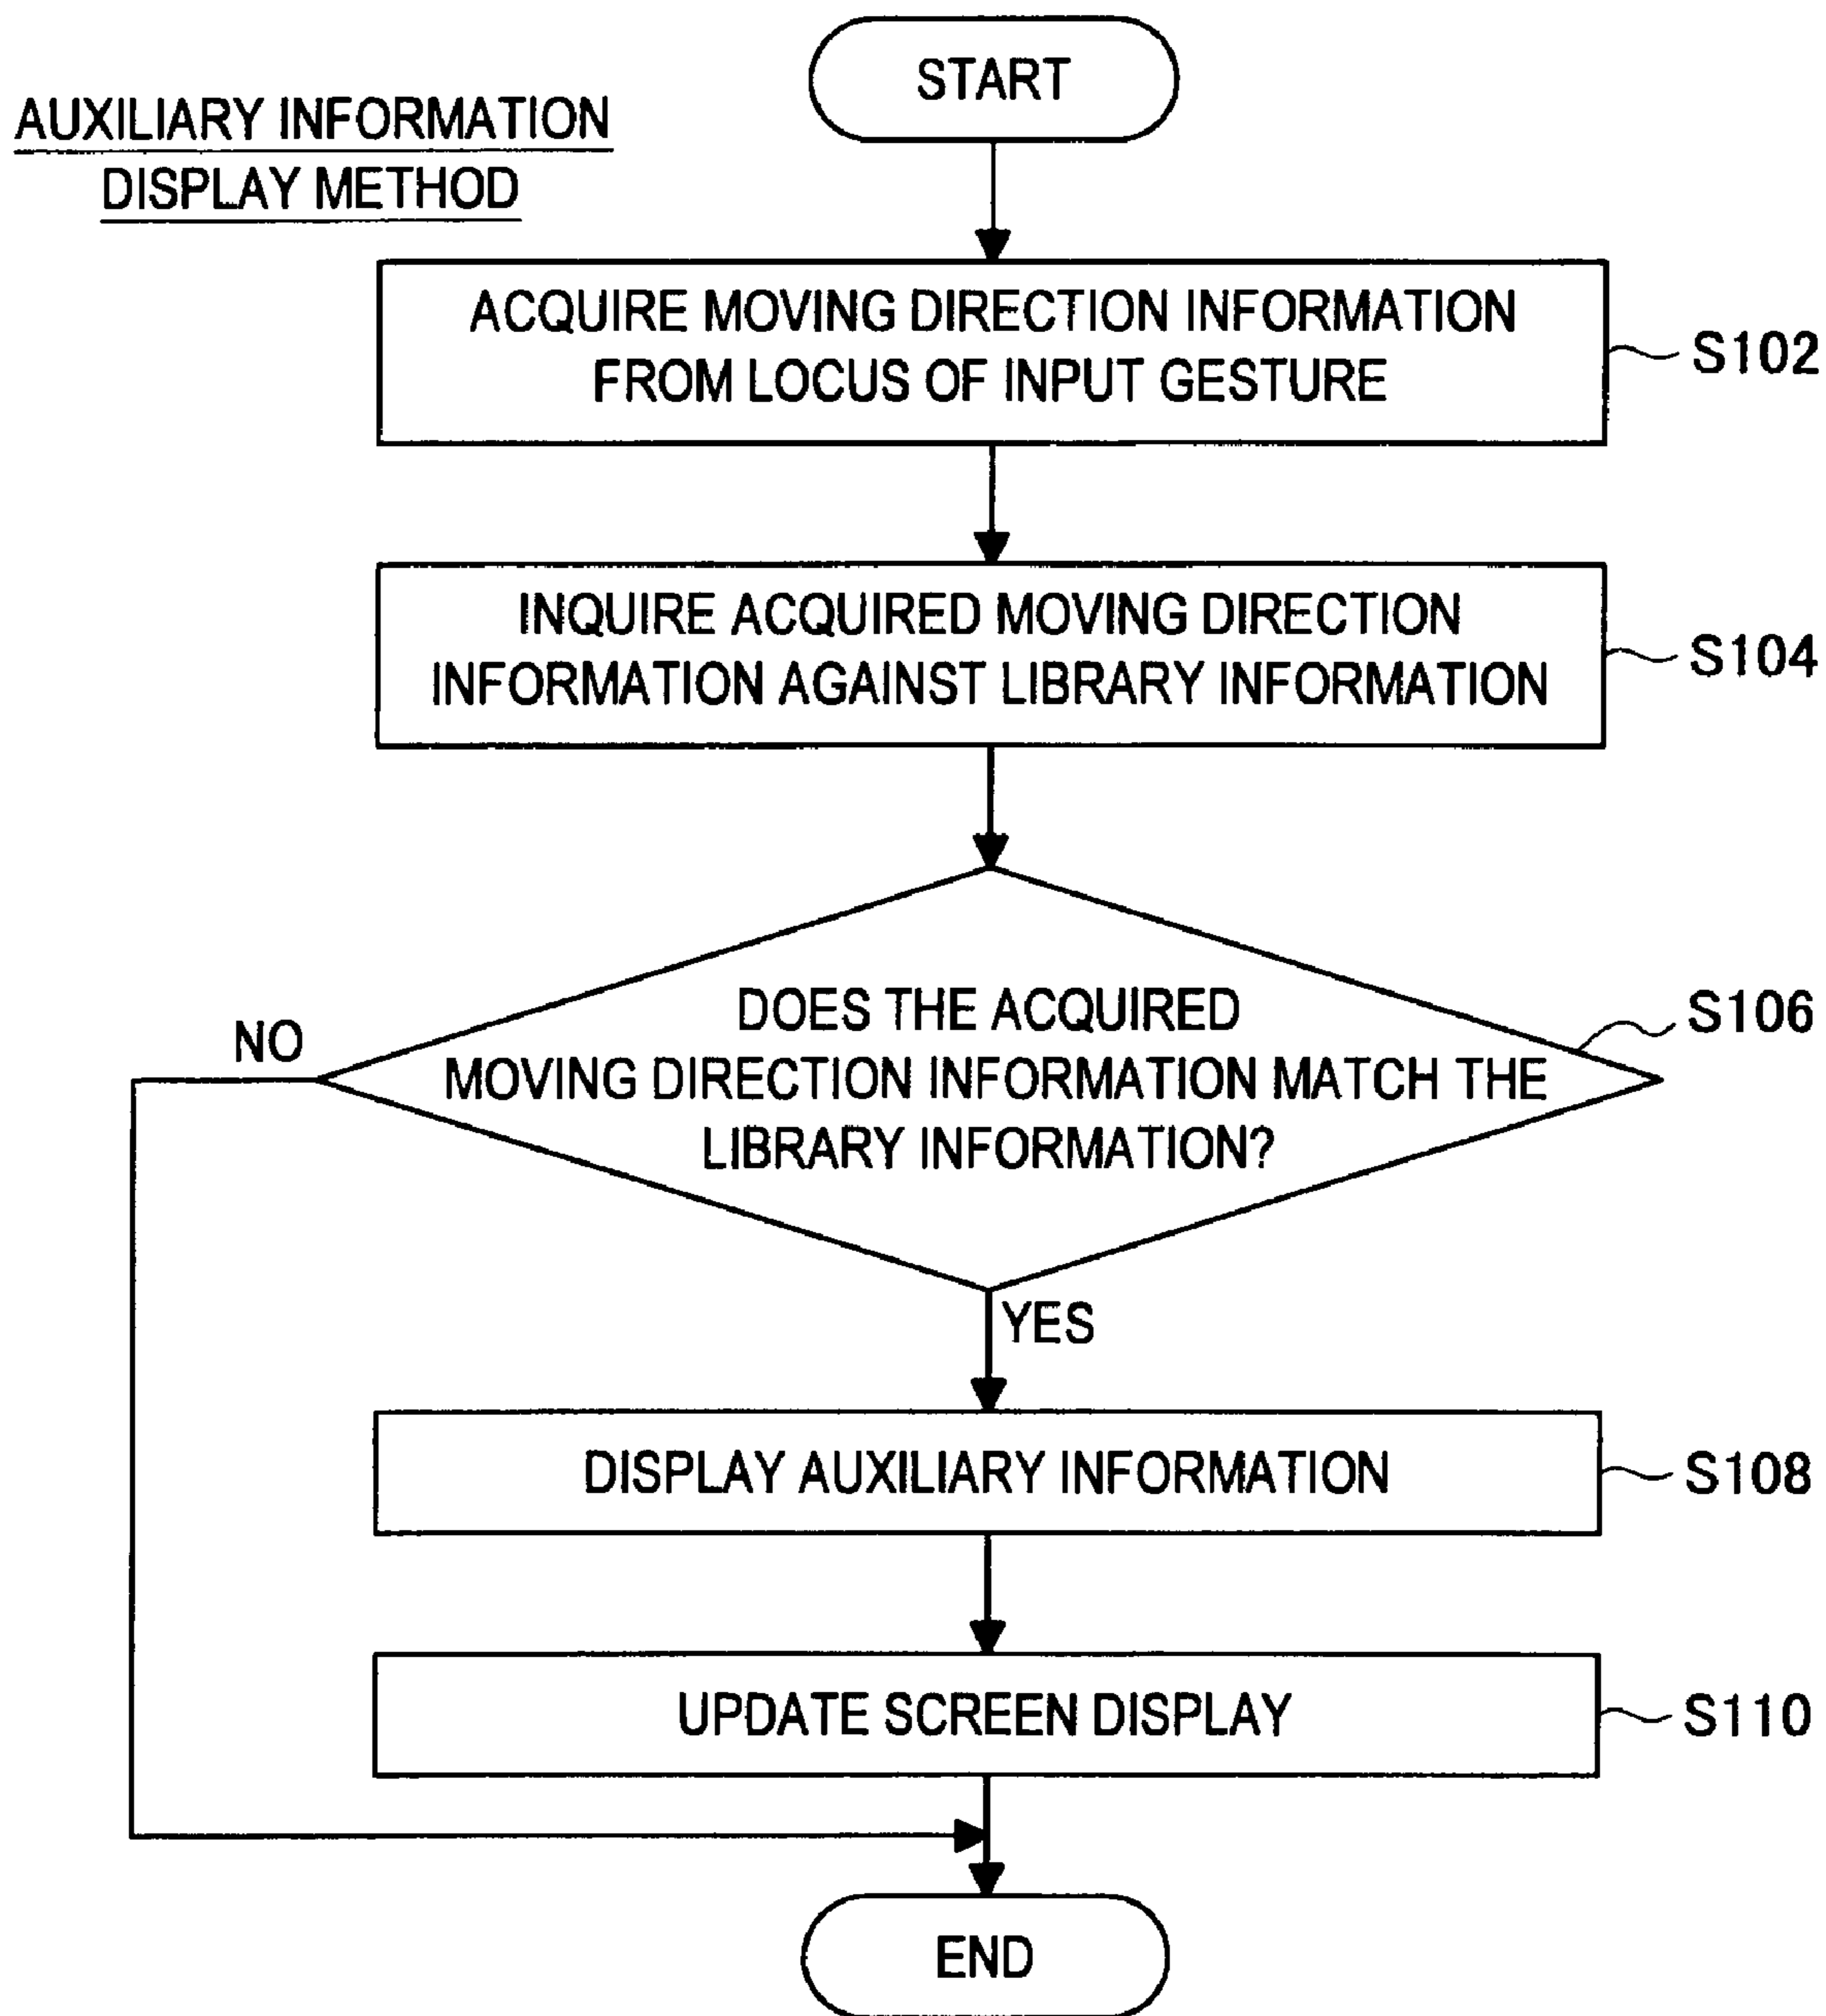 START
AUXILIARY INFORMATION
DISPLAY METHOD
ACQUIRE MOVING DIRECTION INFORMATION
FROM LOCUS OF INPUT GESTURE
S102
INQUIRE ACQUIRED MOVING DIRECTION
INFORMATION AGAINST LIBRARY INFORMATION
S104
DOES THE ACQUIRED
MOVING DIRECTION INFORMATION MATCH THE
LIBRARY INFORMATION?
S106
NO
YES
DISPLAY AUXILIARY INFORMATION
S108
UPDATE SCREEN DISPLAY
S110
END